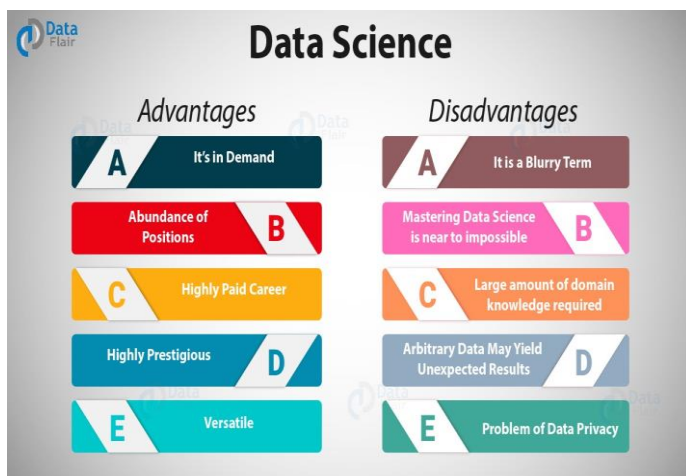 Data
Flair
Data Science
Advantages
Disadvantages
A
It's in Demand
Abundance of
Positions
B
C
Highly Paid Career
Highly Prestigious
D
E
Versatile
A
It is a Blurry Term
Mastering Data Science
is near to impossible
B
C
Large amount of domain
knowledge required
Arbitrary Data May Yield
Unexpected Results
D
E
Problem of Data Privacy